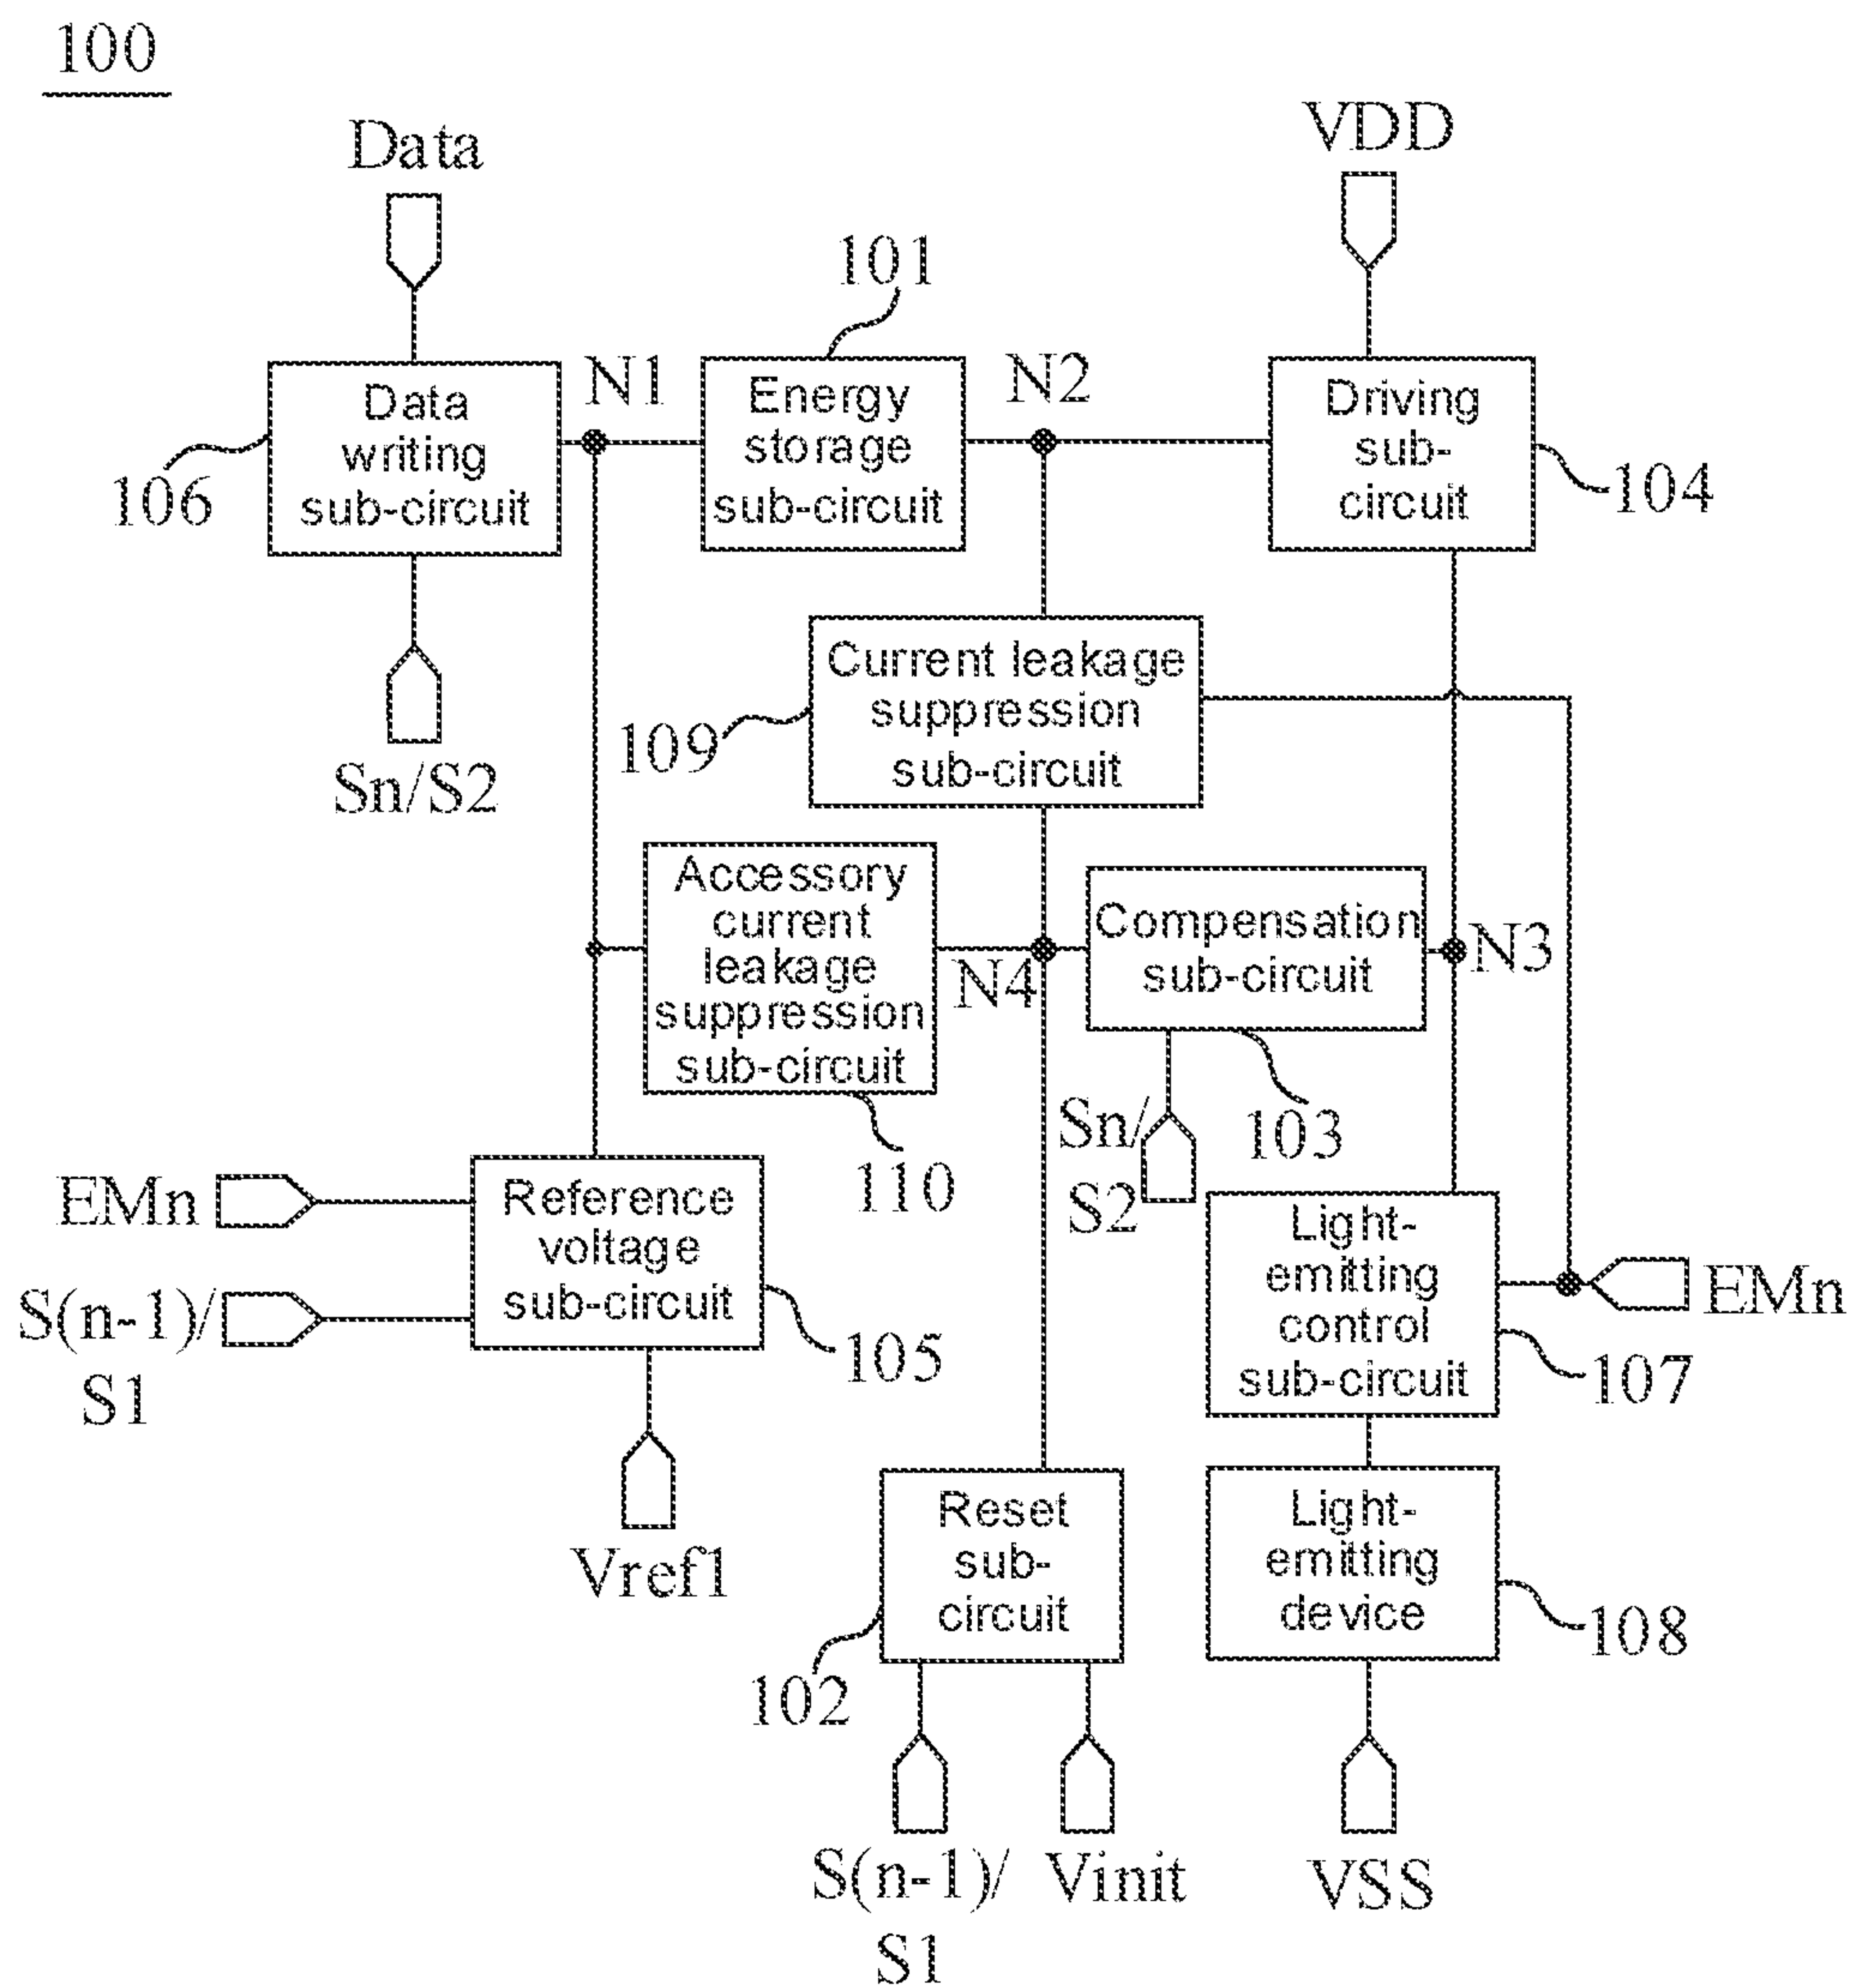 100
Data
VDD
101
N1
N2
Data
writing
sub-circuit
Energy
storage
sub-circuit
Driving
sub-
circuit
106
104
Sn/S2
Current leakage
suppression
sub-circuit
109
Accessory
current
leakage
suppression
sub-circuit
N4
Compensation
sub-circuit
N3
110
Sn/
S2
103
EMn
S(n-1)/
S1
Reference
voltage
sub-circuit
105
Vref1
Light-
emitting
control
sub-circuit
EMn
107
Reset
sub-
circuit
102
Light-
emitting
device
108
S(n-1)/
S1
Vinit
VSS